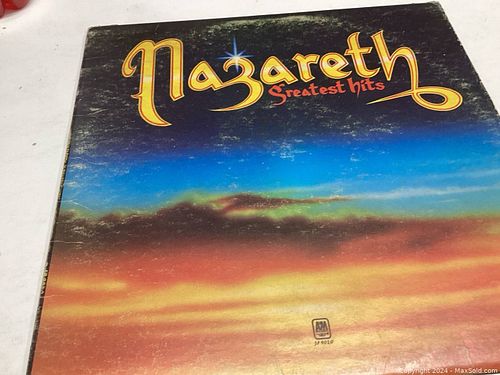 Nazareth
Greatest hits
A&M
Copyright 2024 - MaxSold.com